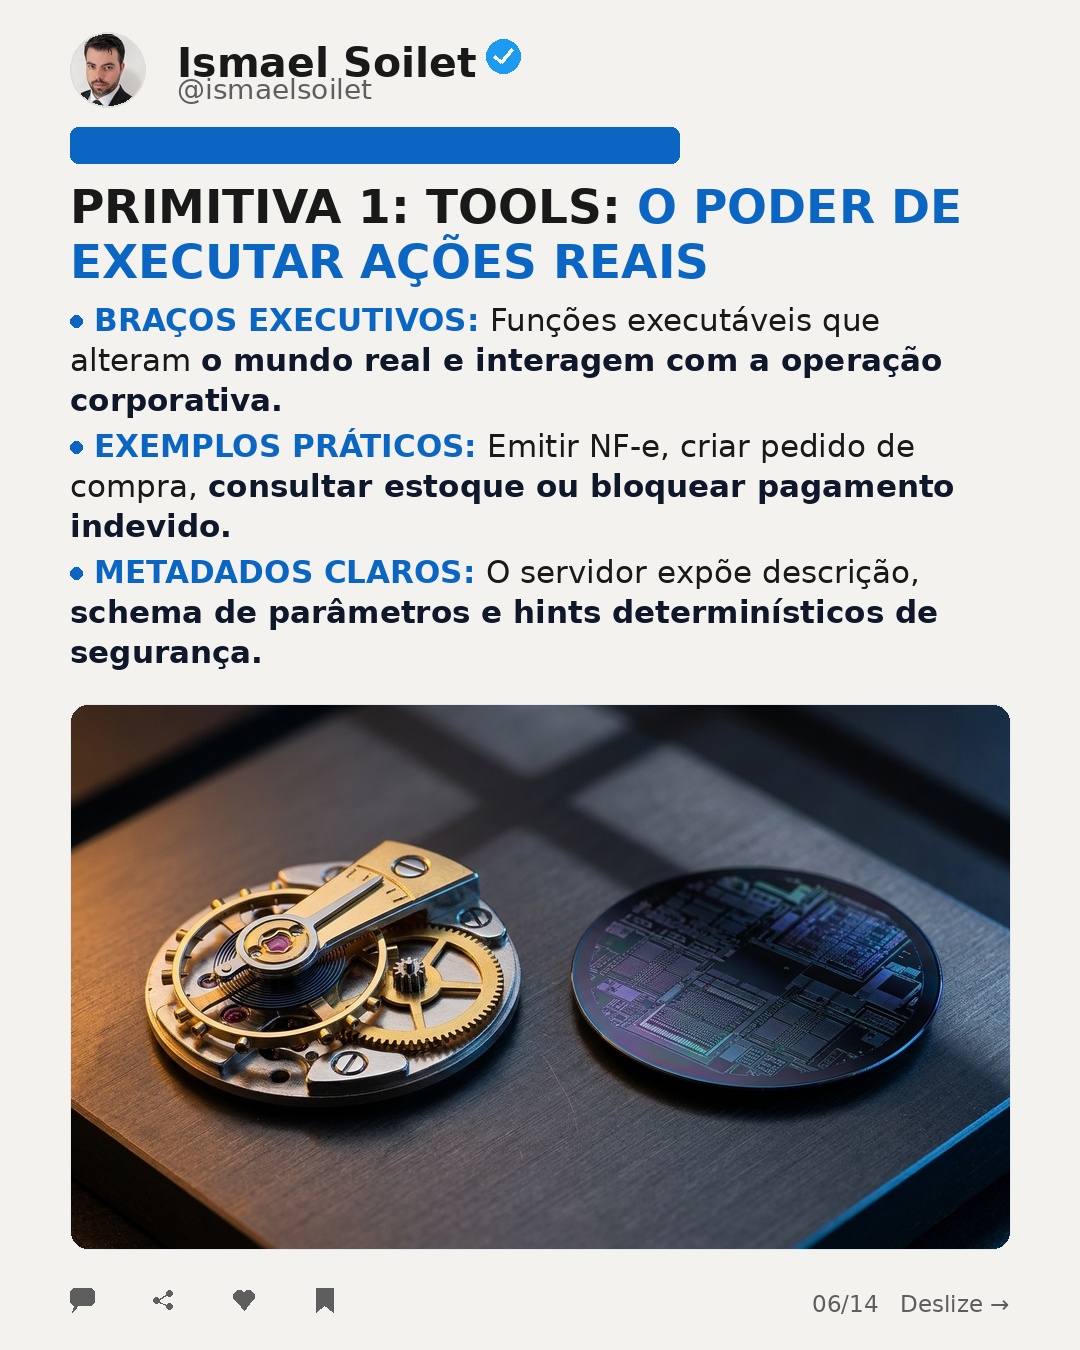 Ismael Soilet
@ismaelsoilet
PRIMITIVA 1: TOOLS: O PODER DE
EXECUTAR AÇÕES REAIS
• BRAÇOS EXECUTIVOS: Funções executáveis que
alteram o mundo real e interagem com a operação
corporativa.
• EXEMPLOS PRÁTICOS: Emitir NF-e, criar pedido de
compra, consultar estoque ou bloquear pagamento
indevido.
• METADADOS CLAROS: O servidor expõe descrição,
schema de parâmetros e hints determinísticos de
segurança.
06/14 Deslize →